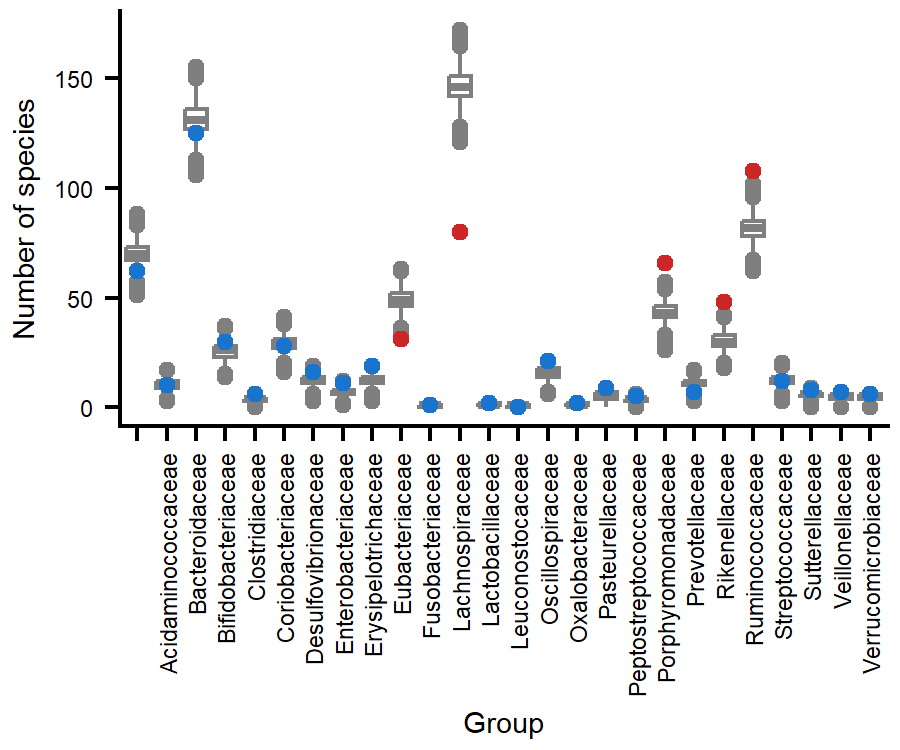 Number of species
150
100
50
0
Acidaminococcaceae
Bacteroidaceae
Bifidobacteriaceae
Clostridiaceae
Coriobacteriaceae
Desulfovibrionaceae
Enterobacteriaceae
Erysipelotrichaceae
Eubacteriaceae
Fusobacteriaceae
Lachnospiraceae
Lactobacillaceae
Leuconostocaceae
Oscillospiraceae
Oxalobacteraceae
Pasteurellaceae
Peptostreptococcaceae
Porphyromonadaceae
Prevotellaceae
Rikenellaceae
Ruminococcaceae
Streptococcaceae
Sutterellaceae
Veillonellaceae
Verrucomicrobiaceae
Group